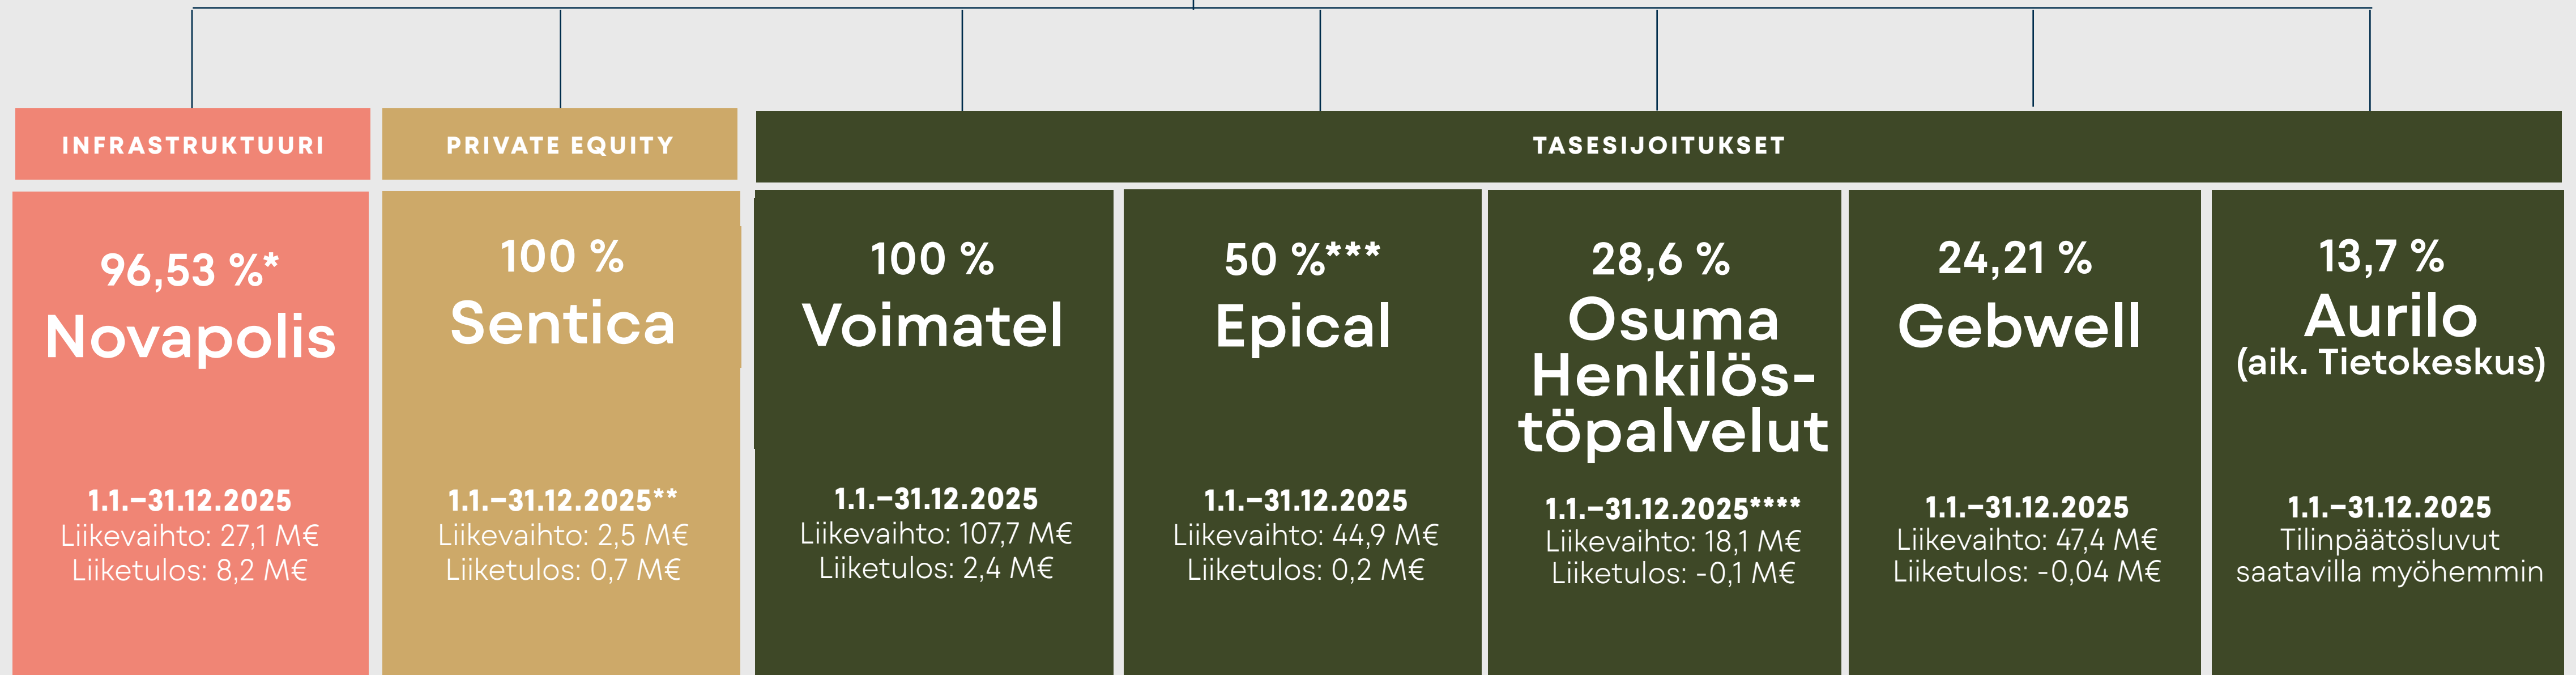 INFRASTRUKTUURI
PRIVATE EQUITY
TASESIJOITUKSET
96,53 %*
Novapolis
1.1.–31.12.2025
Liikevaihto: 27,1 M€
Liiketulos: 8,2 M€
100 %
Sentica
1.1.–31.12.2025**
Liikevaihto: 2,5 M€
Liiketulos: 0,7 M€
100 %
Voimatel
1.1.–31.12.2025
Liikevaihto: 107,7 M€
Liiketulos: 2,4 M€
50 %***
Epical
1.1.–31.12.2025
Liikevaihto: 44,9 M€
Liiketulos: 0,2 M€
28,6 %
Osuma
Henkilös-
töpalvelut
1.1.–31.12.2025****
Liikevaihto: 18,1 M€
Liiketulos: -0,1 M€
24,21 %
Gebwell
1.1.–31.12.2025
Liikevaihto: 47,4 M€
Liiketulos: -0,04 M€
13,7 %
Aurilo
(aik. Tietokeskus)
1.1.–31.12.2025
Tilinpäätösluvut
saatavilla myöhemmin